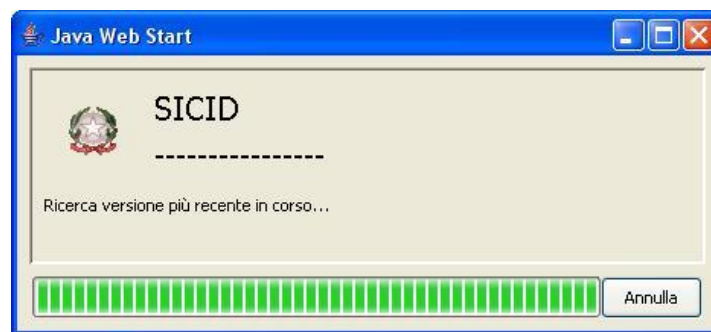 Java Web Start
SICID
----------------
Ricerca versione più recente in corso...
Annulla